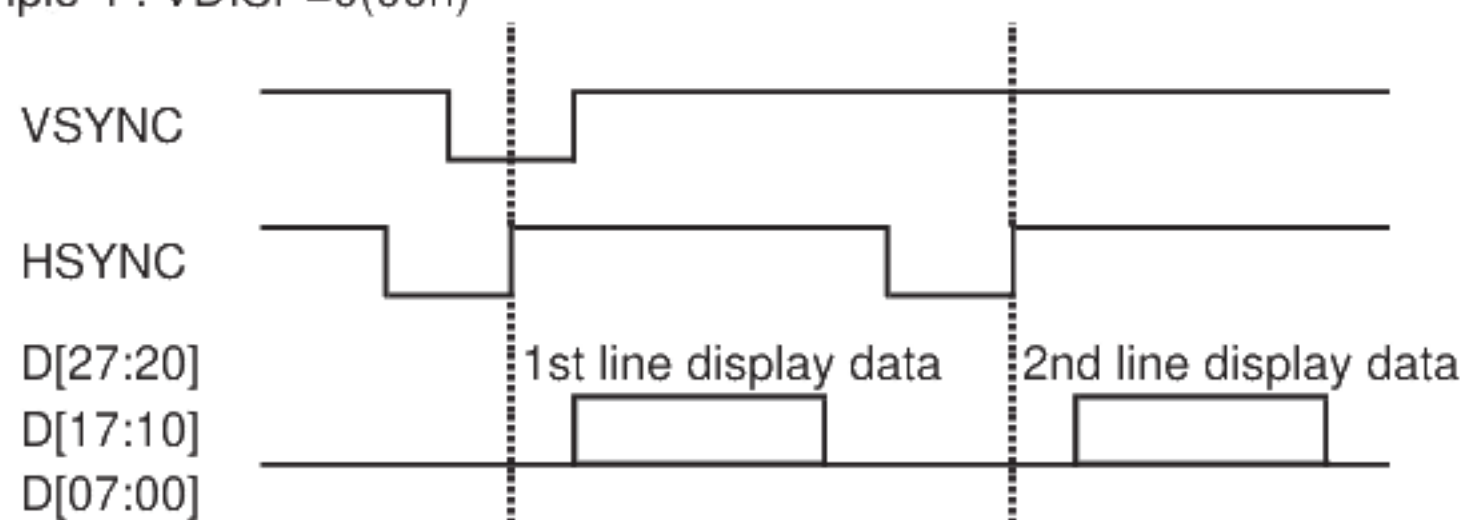 VSYNC
HSYNC
D[27:20]
1st line display data
2nd line display data
D[17:10]
D[07:00]